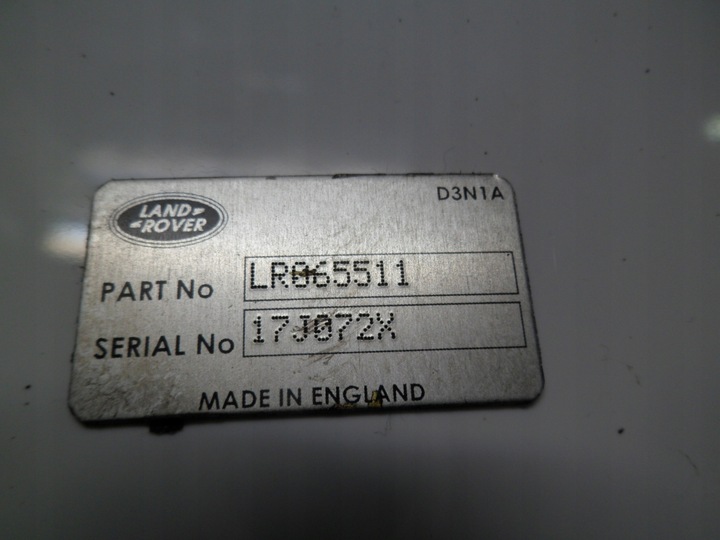 D3N1A
LAND
ROVER
PART No LR065511
SERIAL No 17J072X
MADE IN ENGLAND